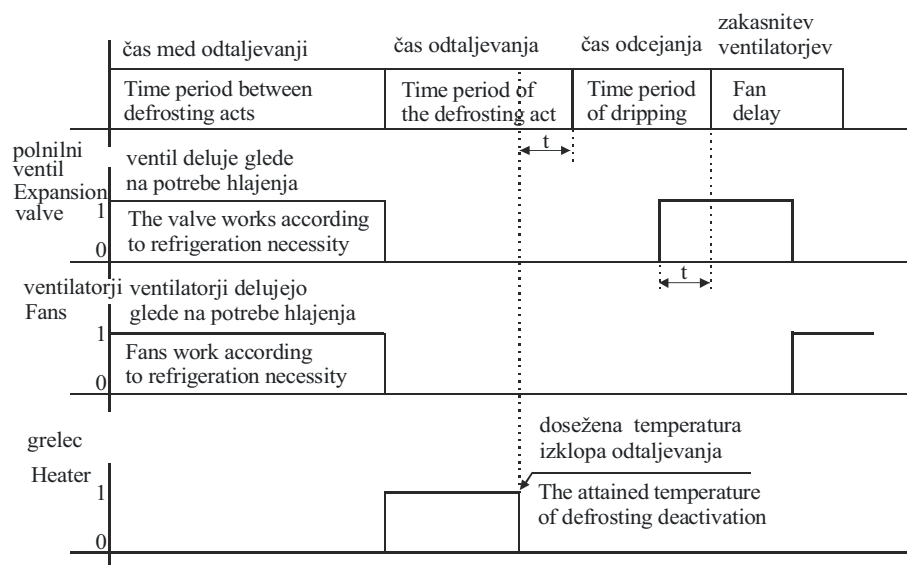 čas med odtaljevanji
čas odtaljevanja
čas odcejanja
zakasnitev
ventilatorjev
Time period between
defrosting acts
Time period of
the defrosting act
Time period
of dripping
Fan
delay
t
polnilni
ventil
Expansion
valve
1
0
ventil deluje glede
na potrebe hlajenja
The valve works according
to refrigeration necessity
t
ventilatorji
Fans
1
0
ventilatorji delujejo
glede na potrebe hlajenja
Fans work according
to refrigeration necessity
grelec
Heater
1
0
dosežena temperatura
izklopa odtaljevanja
The attained temperature
of defrosting deactivation